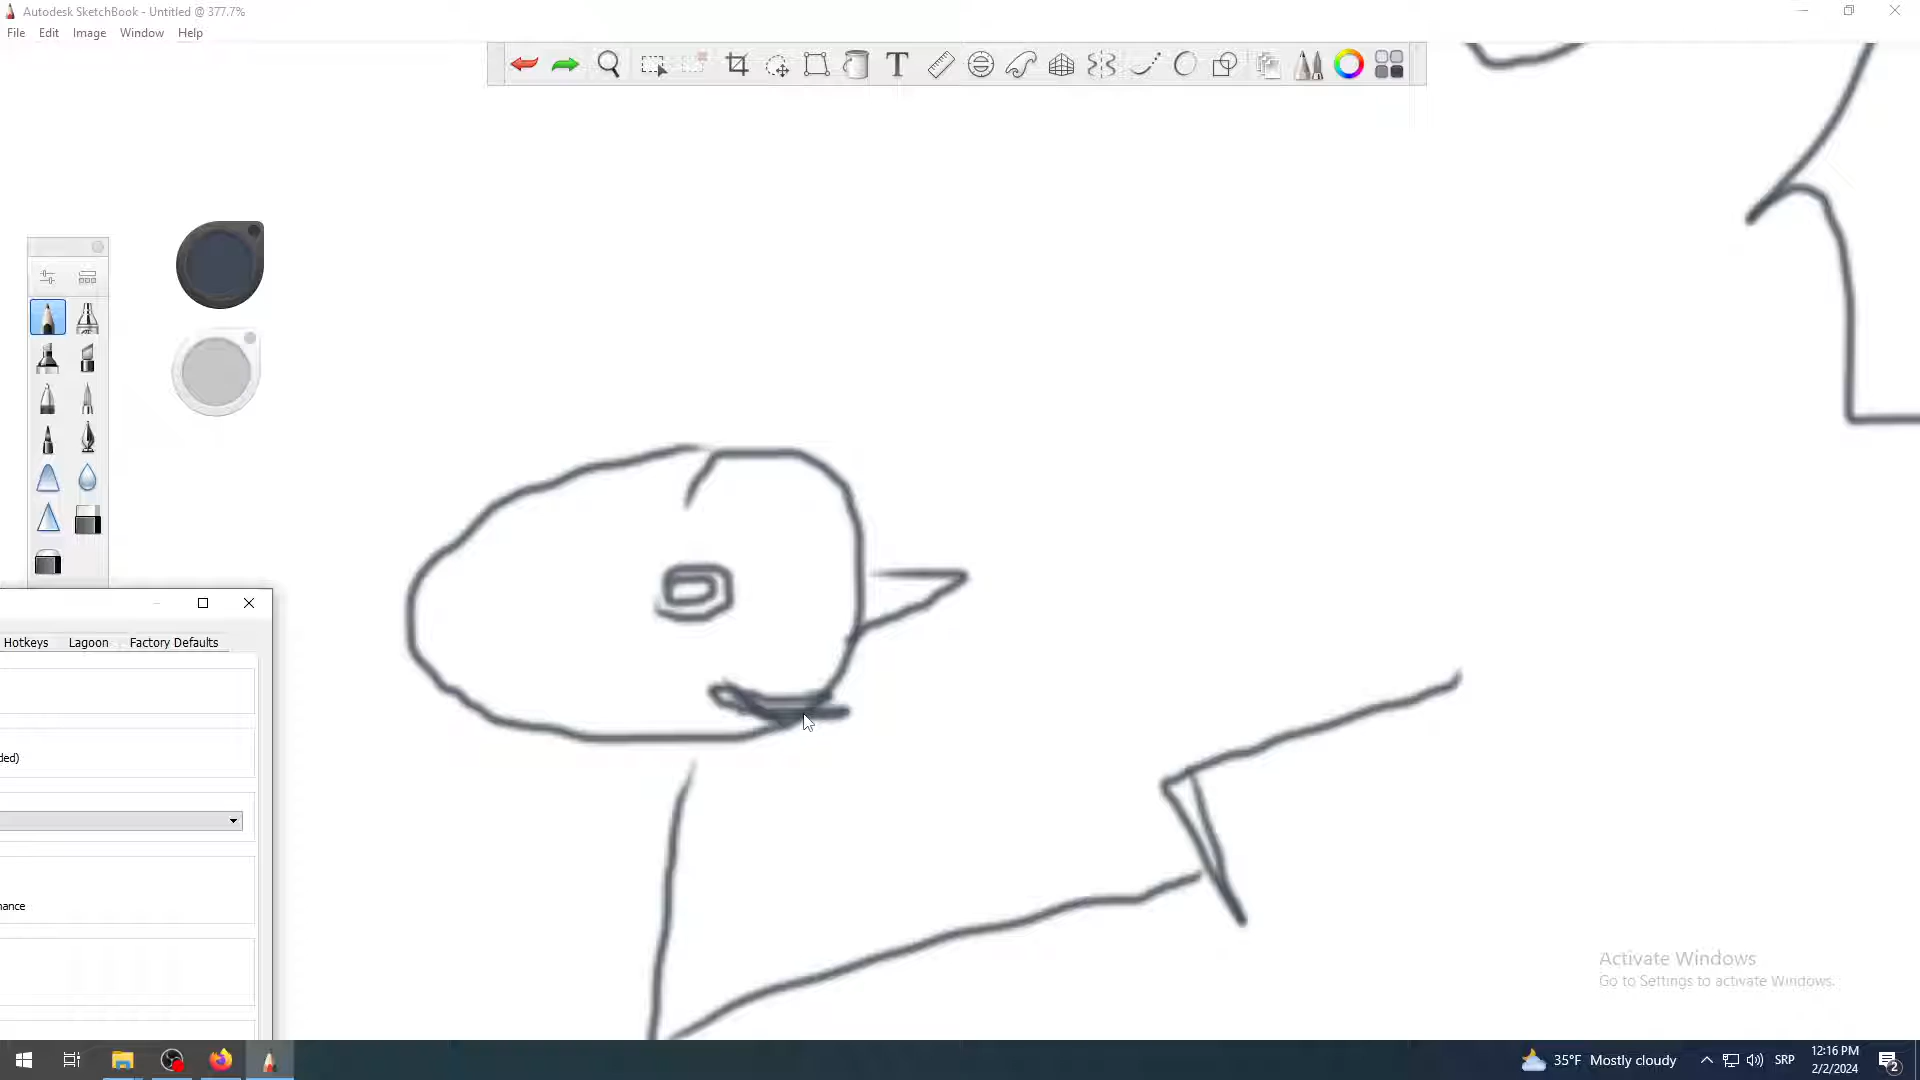 Autodesk SketchBook - Untitled @ 377.7%
File Edit Image Window Help
T
Hotkeys Lagoon Factory Defaults
ded)
nance
Activate Windows
Go to Settings to activate Windows.
35°F Mostly cloudy
SRP
12:16 PM
2/2/2024
2